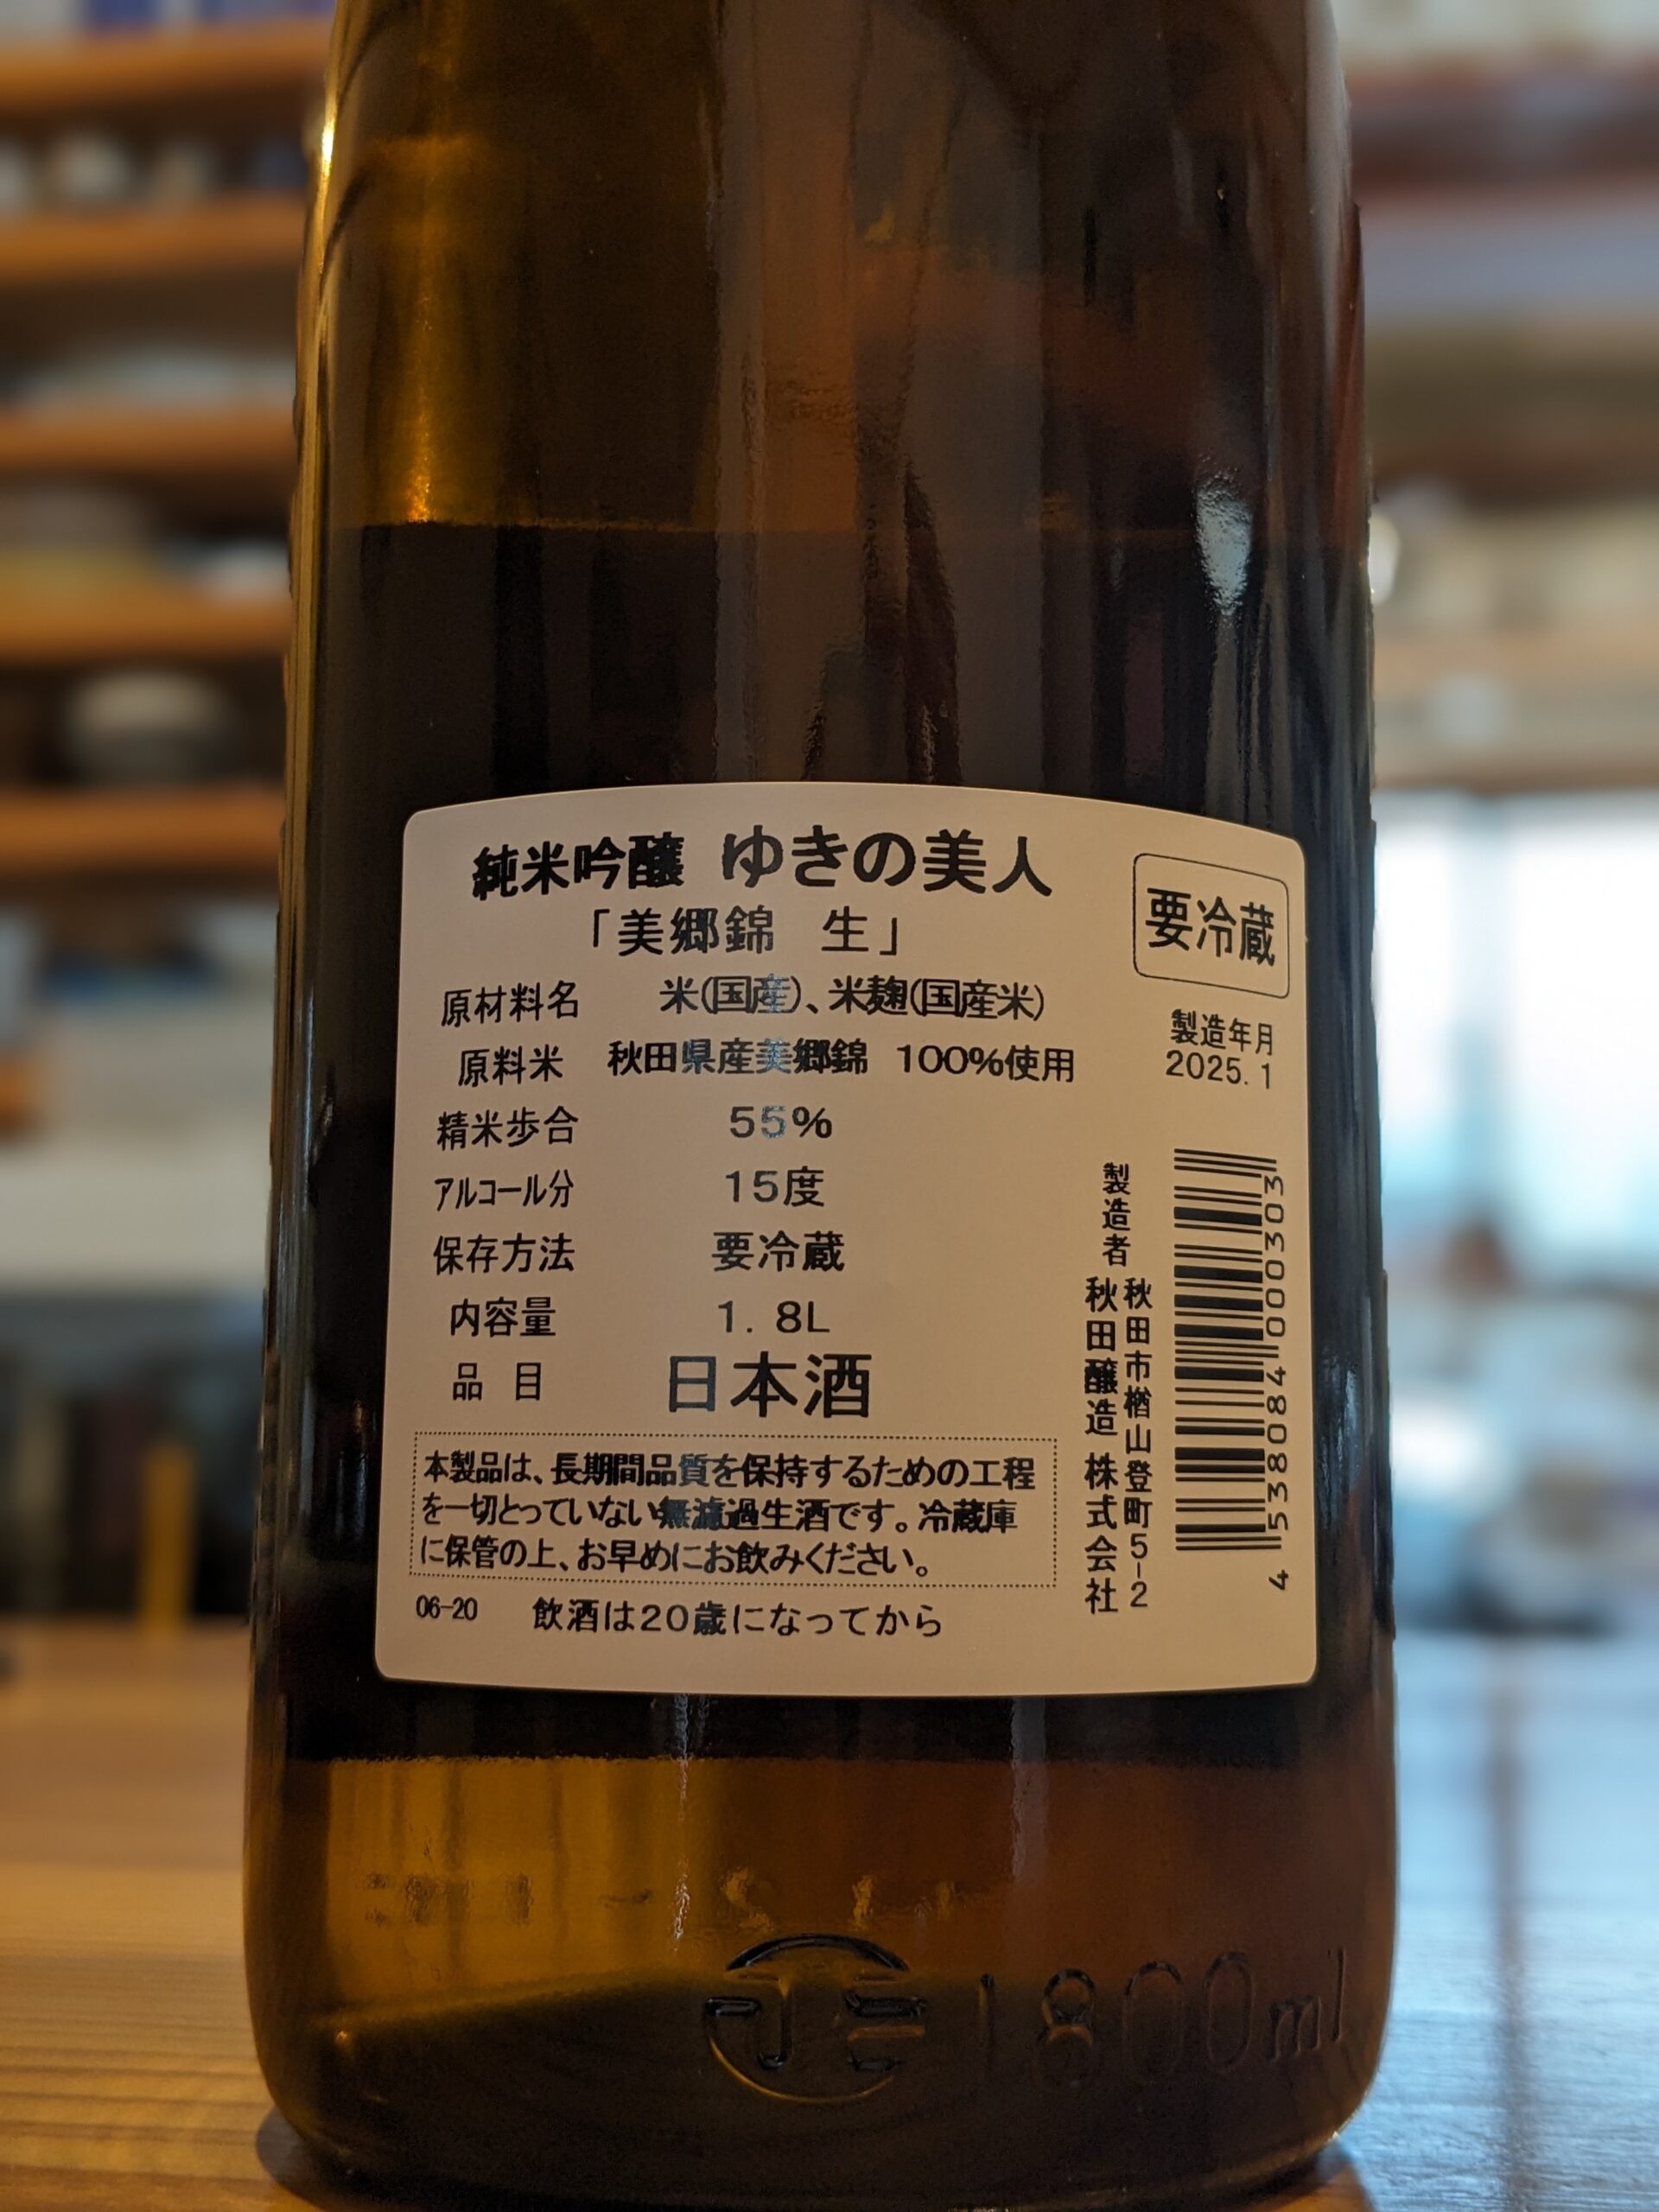 純米吟醸 ゆきの美人
「美郷錦 生」
要冷蔵
原材料名 米(国産)、米麹(国産米)
原料米 秋田県産美郷錦 100%使用
精米歩合 55%
アルコール分 15度
保存方法 要冷蔵
内容量 1.8L
品目 日本酒
製造年月
2025.1
本製品は、長期間品質を保持するための工程
を一切とっていない無濾過生酒です。冷蔵庫
に保管の上、お早めにお飲みください。
06-20 飲酒は20歳になってから
製造者
秋田市楢山登町5-2
秋田醸造 株式会社
4 538084 000303
1800ml